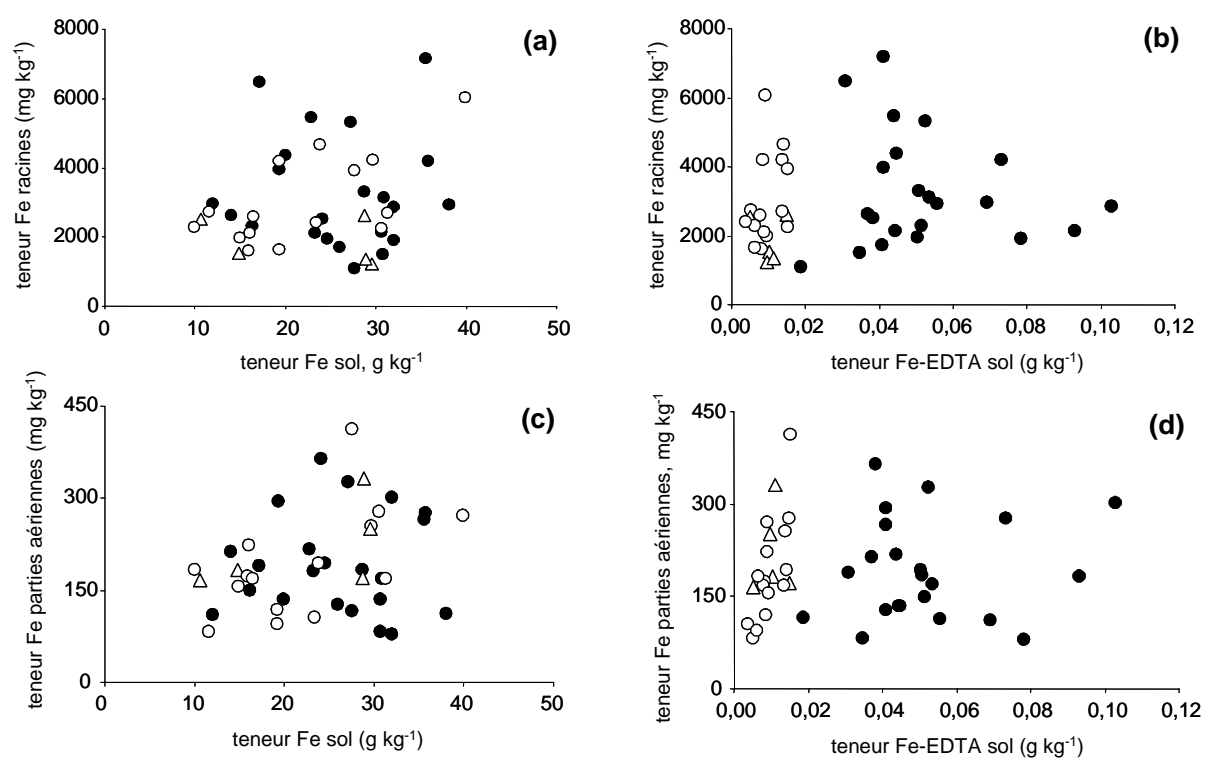 (a)
teneur Fe racines (mg kg-1)
8000
6000
4000
2000
0
0 10 20 30 40 50
teneur Fe sol, g kg-1
(b)
teneur Fe racines (mg kg-1)
8000
6000
4000
2000
0
0,00 0,02 0,04 0,06 0,08 0,10 0,12
teneur Fe-EDTA sol (g kg-1)
(c)
teneur Fe parties aériennes (mg kg-1)
450
300
150
0
0 10 20 30 40 50
teneur Fe sol (g kg-1)
(d)
teneur Fe parties aériennes, mg kg-1
450
300
150
0
0,00 0,02 0,04 0,06 0,08 0,10 0,12
teneur Fe-EDTA sol (g kg-1)